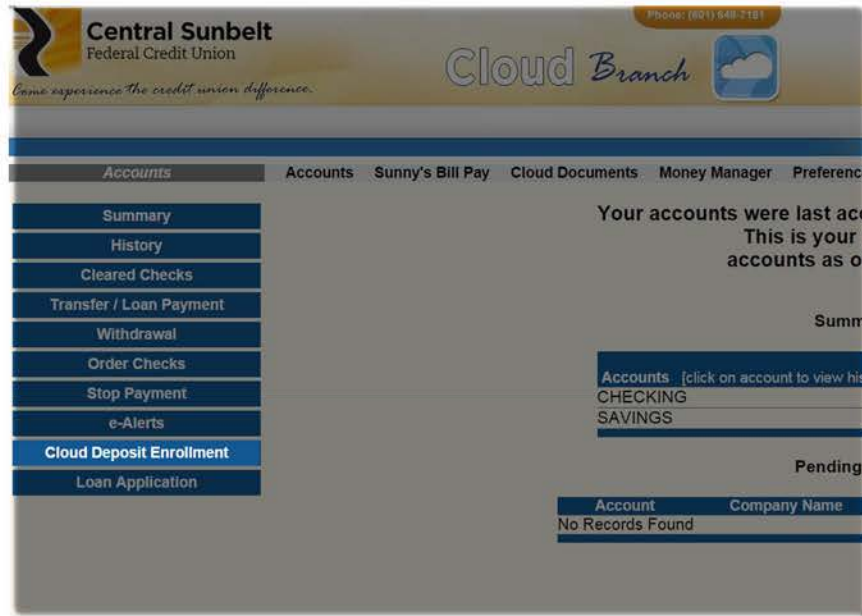 Central Sunbelt
Federal Credit Union
Come experience the credit union difference.
Phone: (601) 649-7181
Cloud Branch
Accounts
Accounts Sunny's Bill Pay Cloud Documents Money Manager Preferenc
Summary
History
Cleared Checks
Transfer / Loan Payment
Withdrawal
Order Checks
Stop Payment
e-Alerts
Cloud Deposit Enrollment
Loan Application
Your accounts were last acc
This is your
accounts as o
Summ
Accounts [click on account to view his
CHECKING
SAVINGS
Pending
Account Company Name
No Records Found